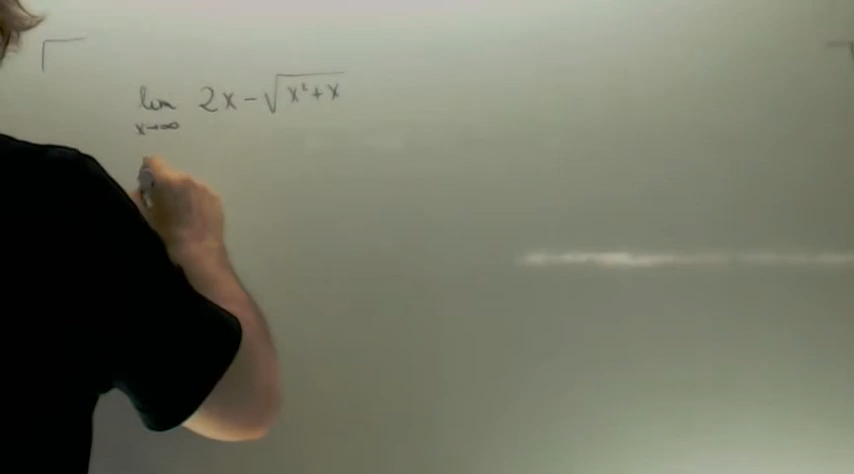 lim 2x - √(x² + x)
x→∞